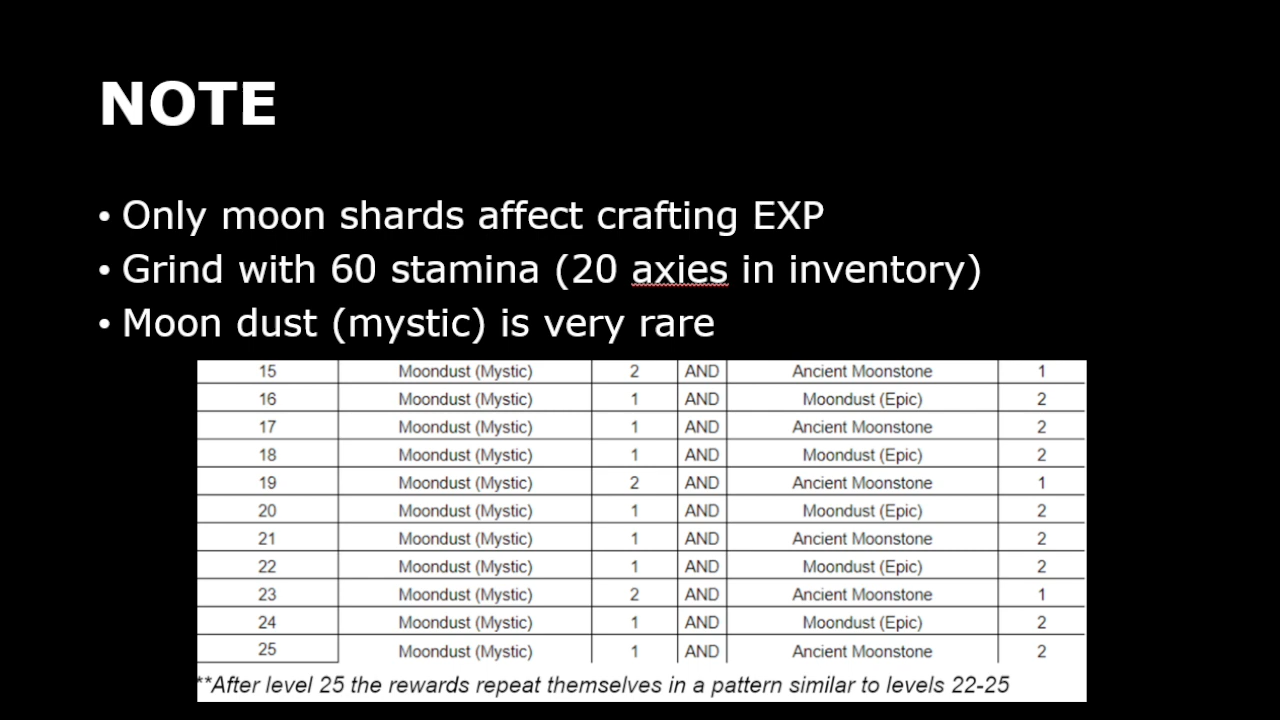 NOTE
• Only moon shards affect crafting EXP
• Grind with 60 stamina (20 axies in inventory)
• Moon dust (mystic) is very rare
15 Moondust (Mystic) 2 AND Ancient Moonstone 1
16 Moondust (Mystic) 1 AND Moondust (Epic) 2
17 Moondust (Mystic) 1 AND Ancient Moonstone 2
18 Moondust (Mystic) 1 AND Moondust (Epic) 2
19 Moondust (Mystic) 2 AND Ancient Moonstone 1
20 Moondust (Mystic) 1 AND Moondust (Epic) 2
21 Moondust (Mystic) 1 AND Ancient Moonstone 2
22 Moondust (Mystic) 1 AND Moondust (Epic) 2
23 Moondust (Mystic) 2 AND Ancient Moonstone 1
24 Moondust (Mystic) 1 AND Moondust (Epic) 2
25 Moondust (Mystic) 1 AND Ancient Moonstone 2
**After level 25 the rewards repeat themselves in a pattern similar to levels 22-25